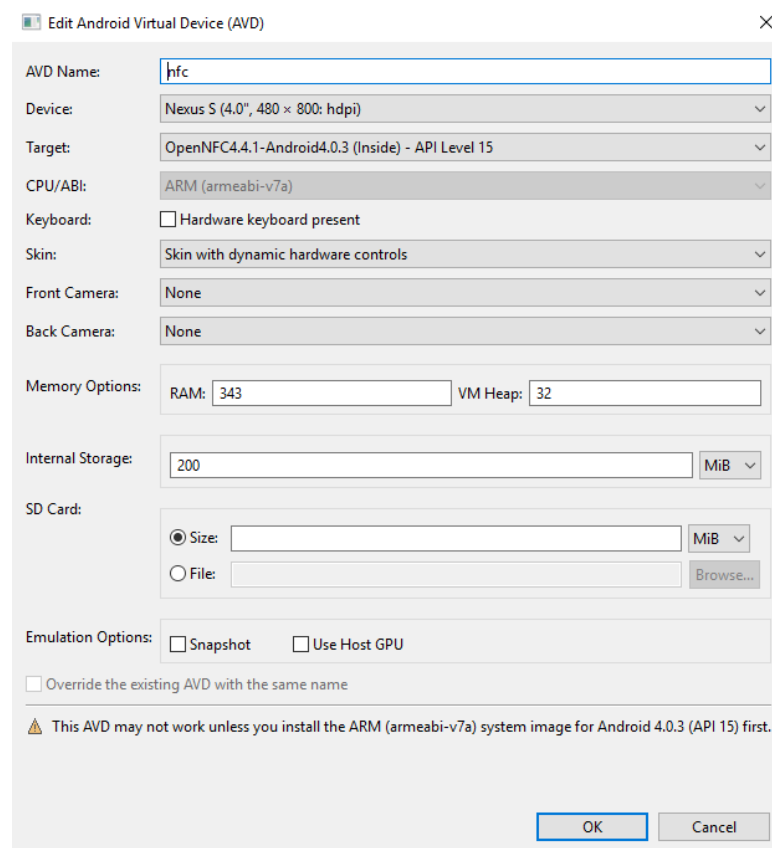 Edit Android Virtual Device (AVD)
AVD Name: nfc
Device: Nexus S (4.0", 480 × 800: hdpi)
Target: OpenNFC4.4.1-Android4.0.3 (Inside) - API Level 15
CPU/ABI: ARM (armeabi-v7a)
Keyboard: Hardware keyboard present
Skin: Skin with dynamic hardware controls
Front Camera: None
Back Camera: None
Memory Options: RAM: 343 VM Heap: 32
Internal Storage: 200 MiB
SD Card:
Size: MiB
File: Browse...
Emulation Options: Snapshot Use Host GPU
Override the existing AVD with the same name
This AVD may not work unless you install the ARM (armeabi-v7a) system image for Android 4.0.3 (API 15) first.
OK Cancel